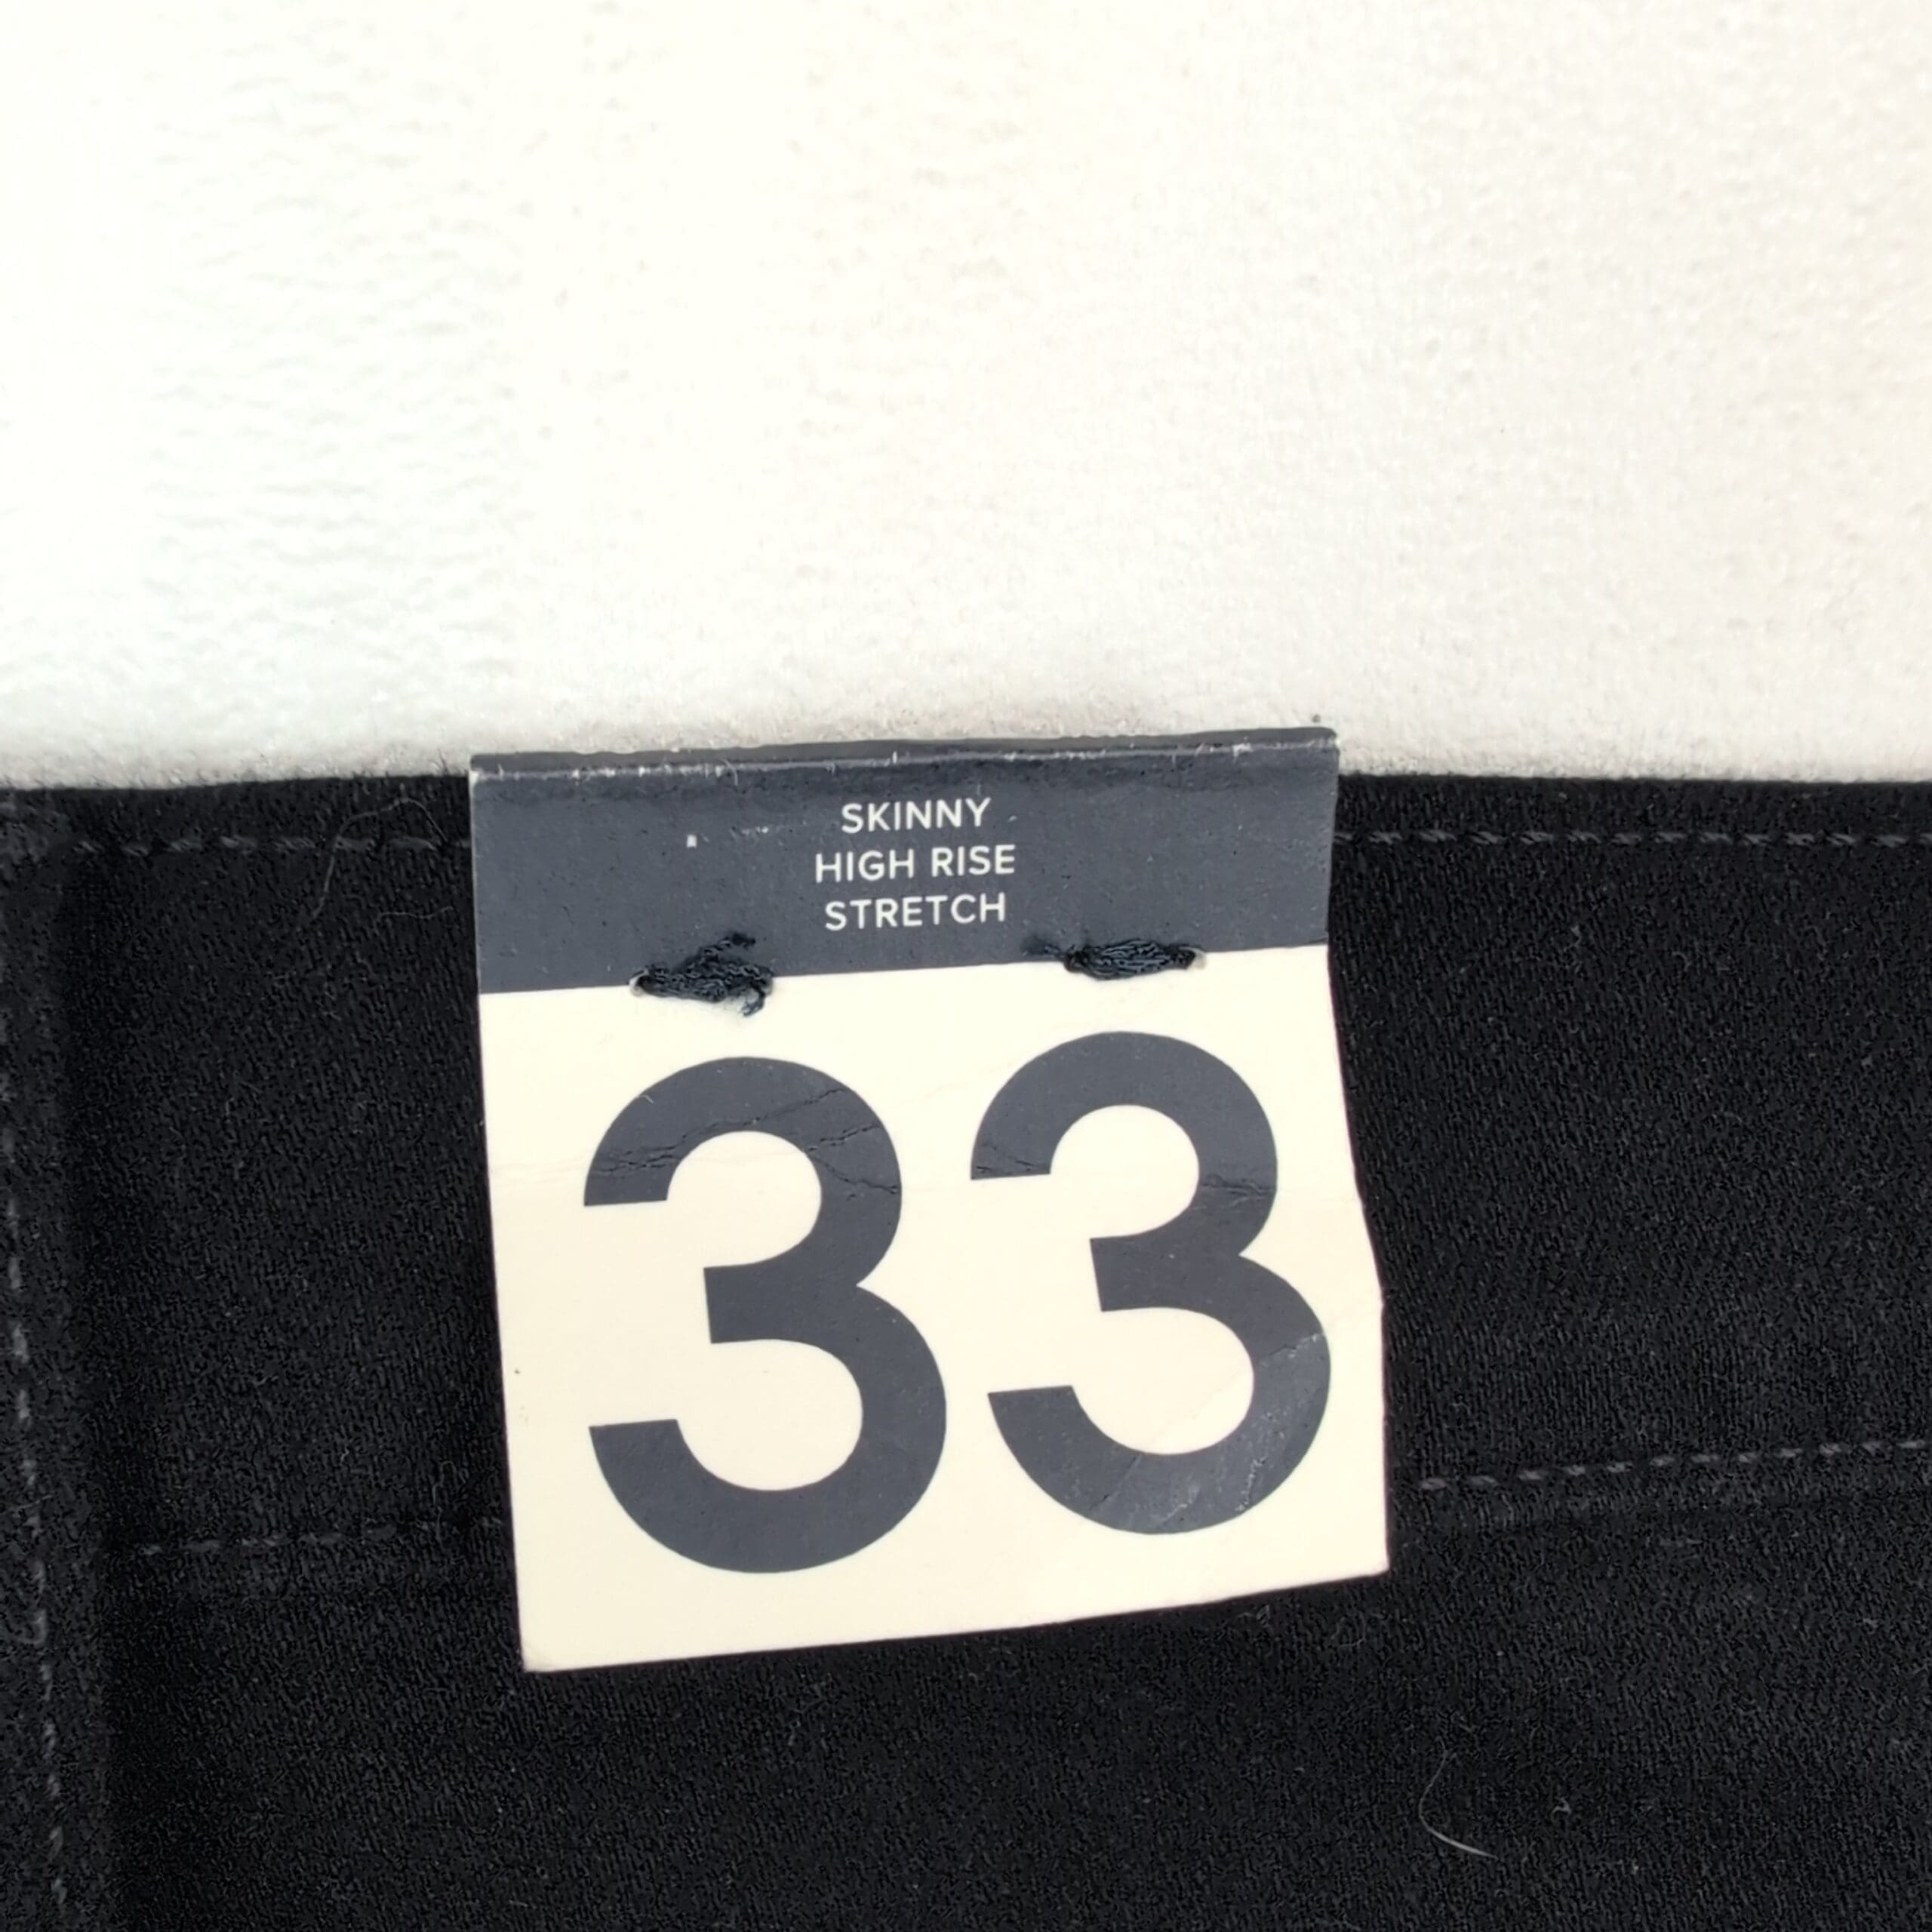 SKINNY
HIGH RISE
STRETCH
33